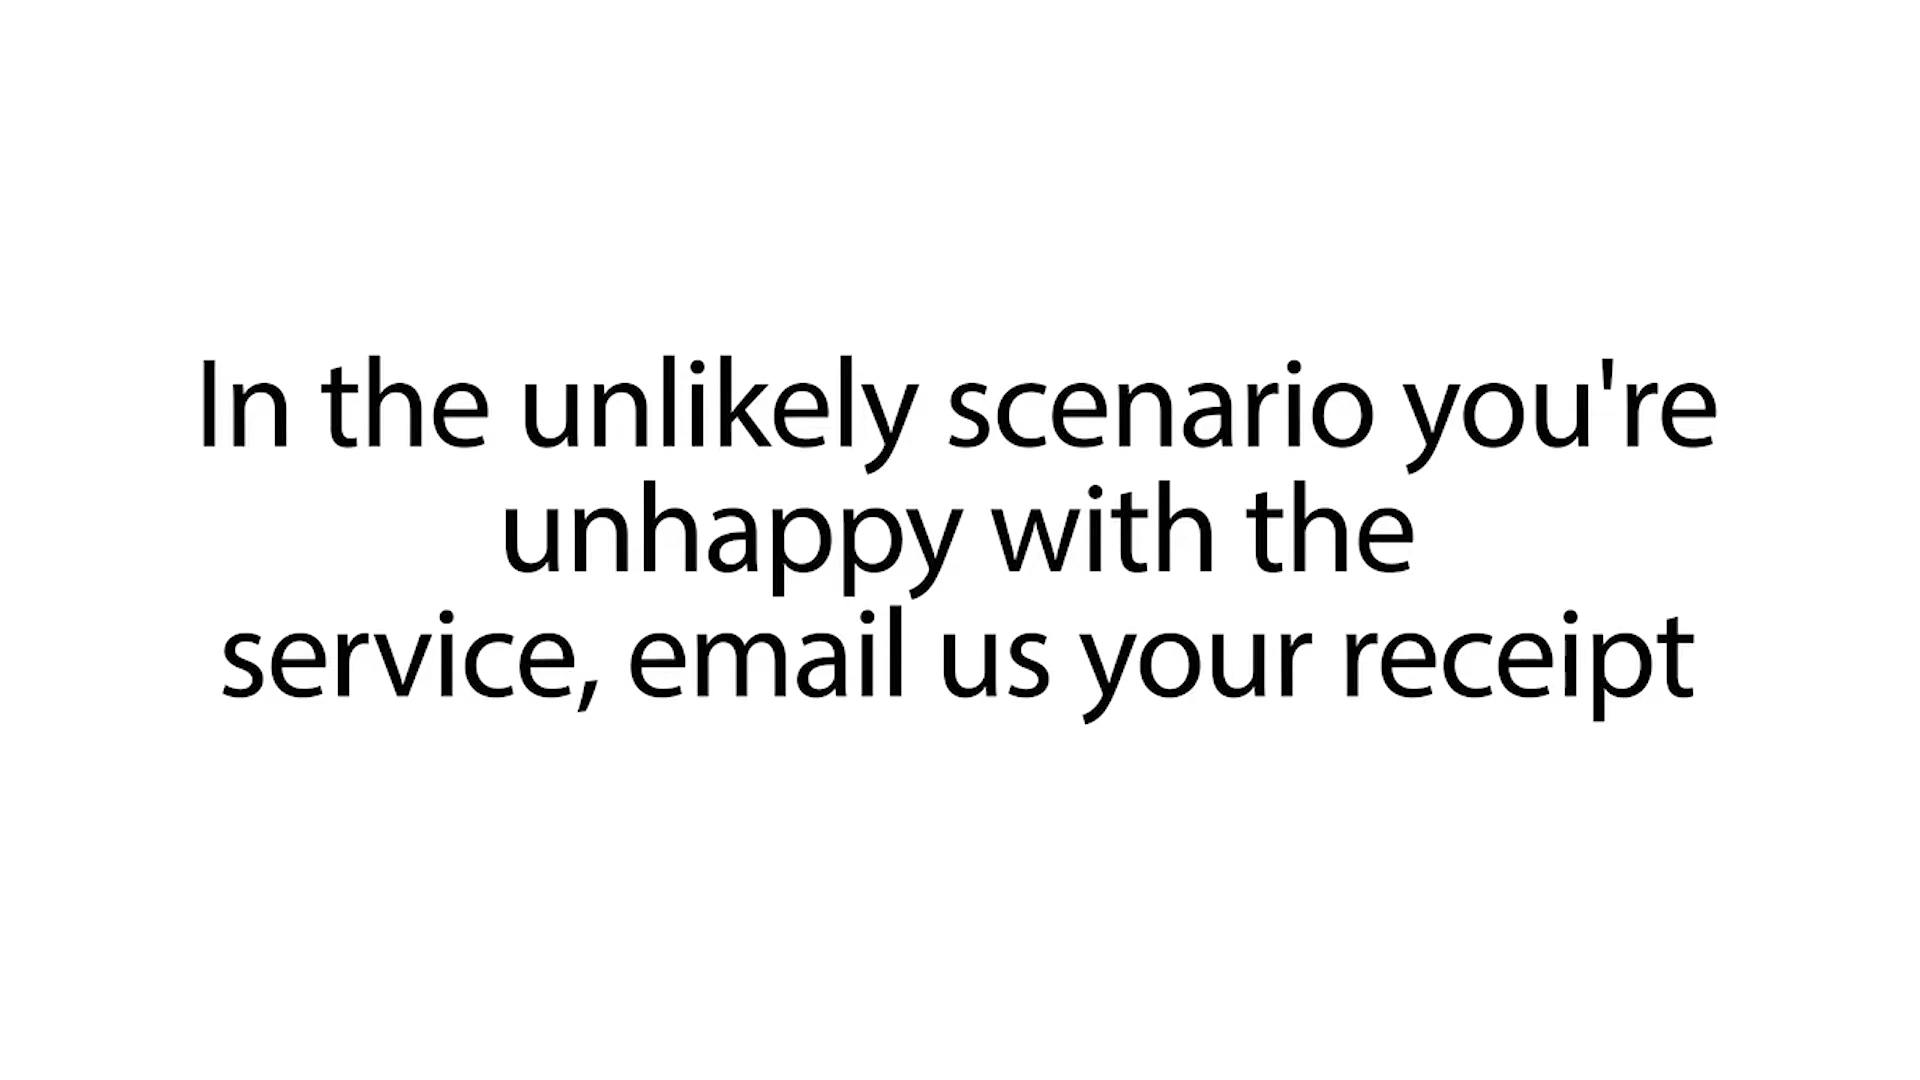 In the unlikely scenario you're
unhappy with the
service, email us your receipt